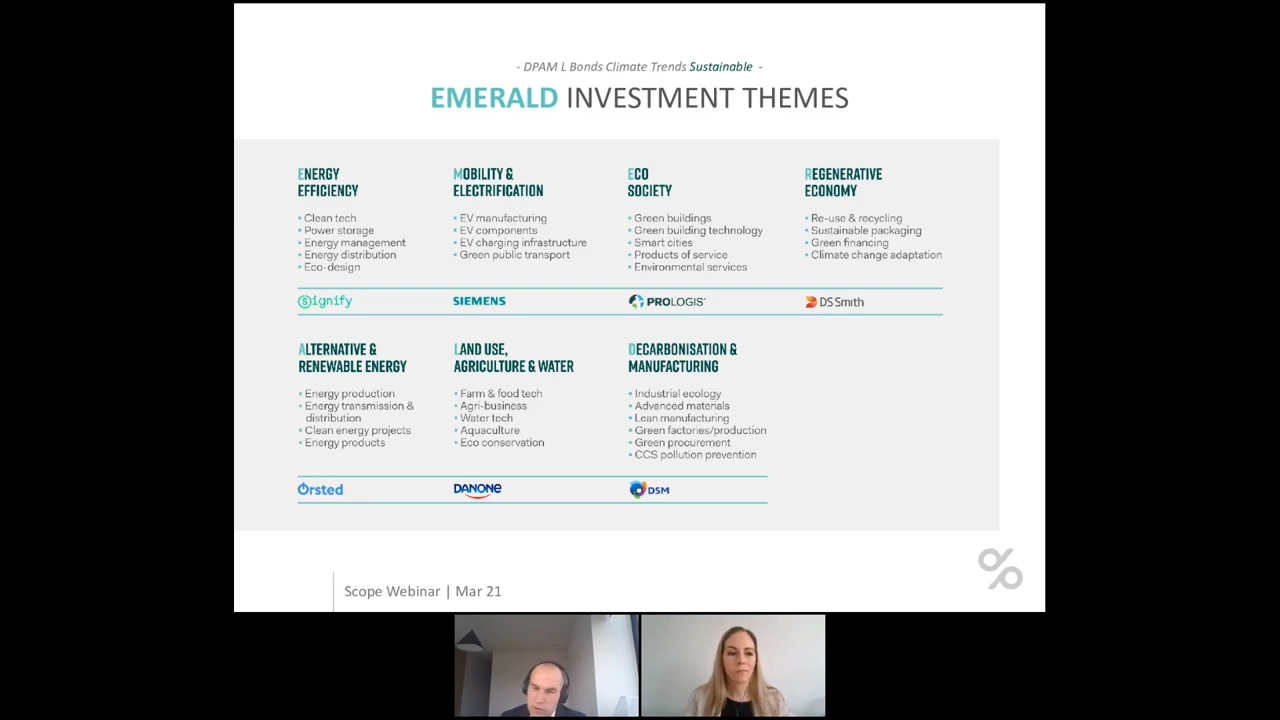 - DPAM L Bonds Climate Trends Sustainable -
EMERALD INVESTMENT THEMES
ENERGY
EFFICIENCY
• Clean tech
• Power storage
• Energy management
• Energy distribution
• Eco-design
Signify
MOBILITY &
ELECTRIFICATION
• EV manufacturing
• EV components
• EV charging infrastructure
• Green public transport
SIEMENS
ECO
SOCIETY
• Green buildings
• Green building technology
• Smart cities
• Products of service
• Environmental services
PROLOGIS
REGENERATIVE
ECONOMY
• Re-use & recycling
• Sustainable packaging
• Green financing
• Climate change adaptation
DS Smith
ALTERNATIVE &
RENEWABLE ENERGY
• Energy production
• Energy transmission &
distribution
• Clean energy projects
• Energy products
Ørsted
LAND USE,
AGRICULTURE & WATER
• Farm & food tech
• Agri-business
• Water tech
• Aquaculture
• Eco conservation
DANONE
DECARBONISATION &
MANUFACTURING
• Industrial ecology
• Advanced materials
• Lean manufacturing
• Green factories/production
• Green procurement
• CCS pollution prevention
DSM
Scope Webinar | Mar 21